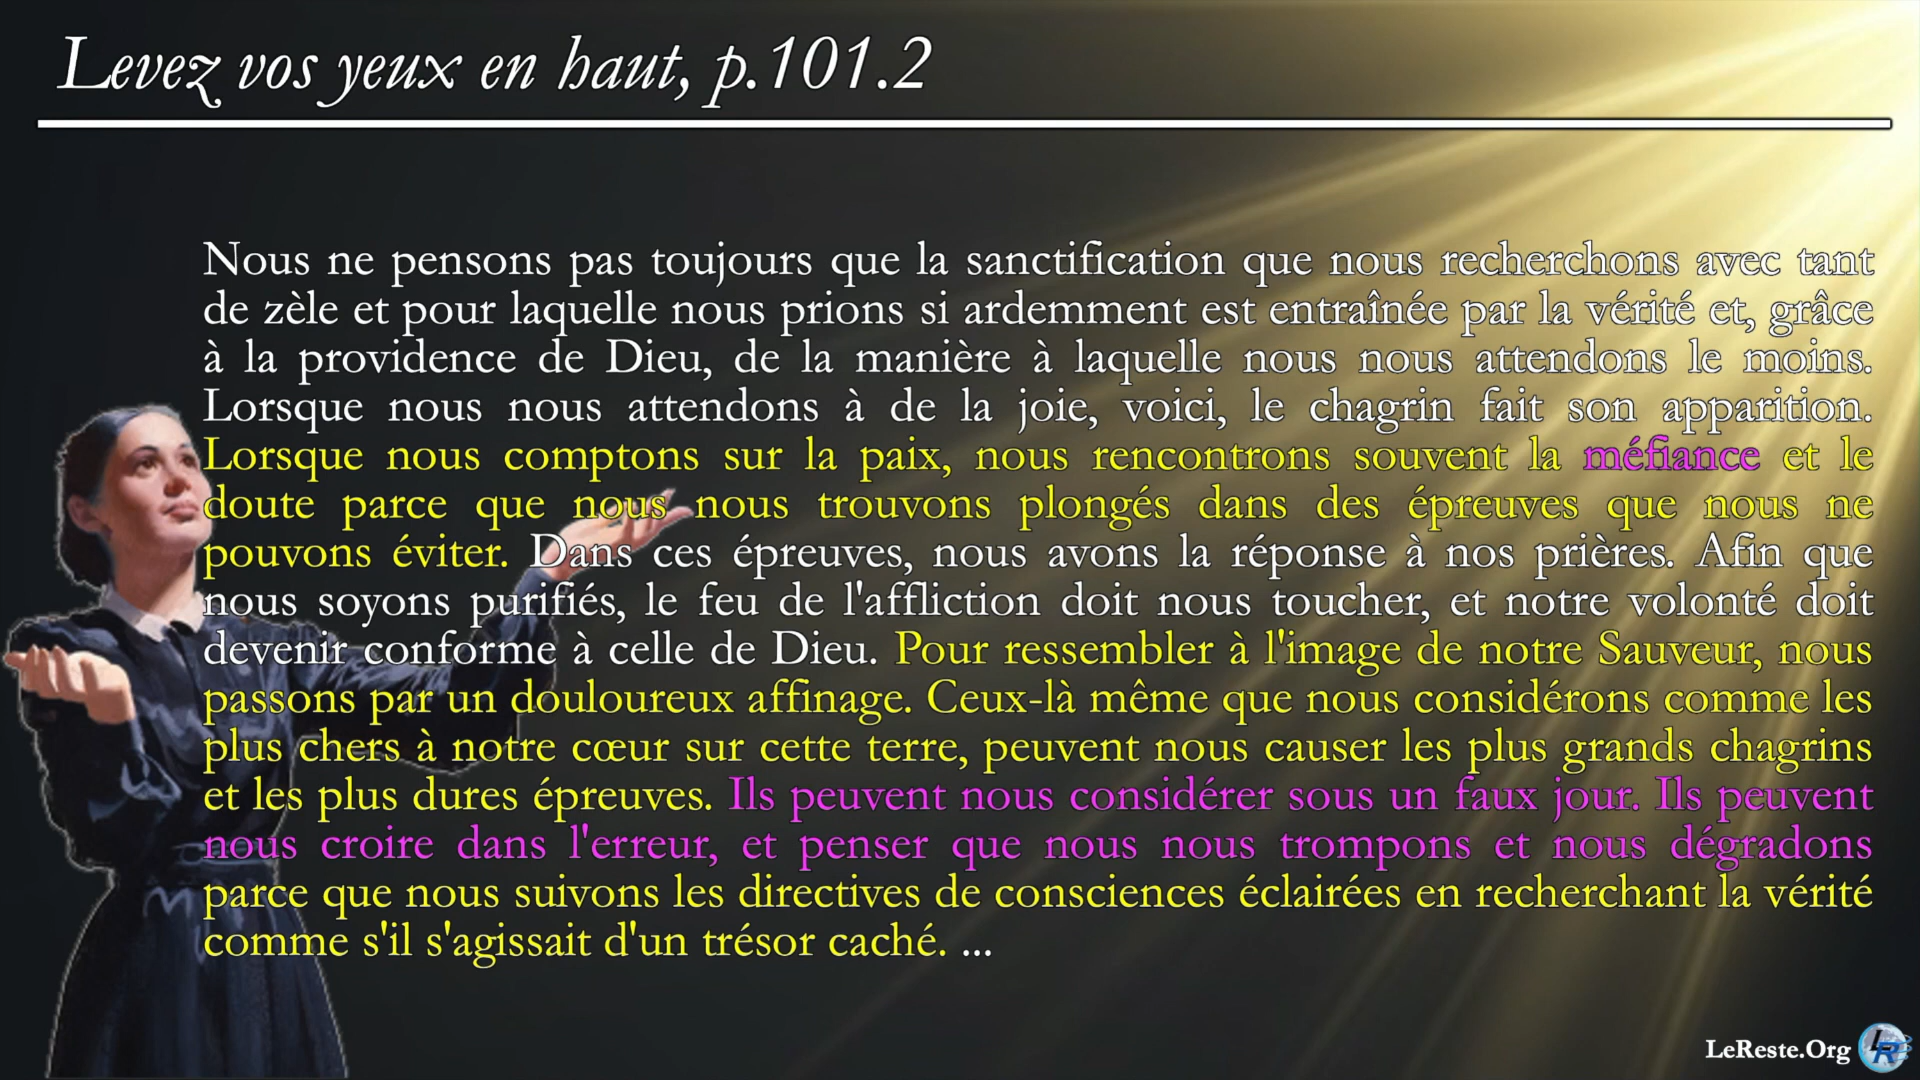 Levez vos yeux en haut, p.101.2
Nous ne pensons pas toujours que la sanctification que nous recherchons avec tant
de zèle et pour laquelle nous prions si ardemment est entraînée par la vérité et, grâce
à la providence de Dieu, de la manière à laquelle nous nous attendons le moins.
Lorsque nous nous attendons à de la joie, voici, le chagrin fait son apparition.
Lorsque nous comptons sur la paix, nous rencontrons souvent la méfiance et le
doute parce que nous nous trouvons plongés dans des épreuves que nous ne
pouvons éviter. Dans ces épreuves, nous avons la réponse à nos prières. Afin que
nous soyons purifiés, le feu de l'affliction doit nous toucher, et notre volonté doit
devenir conforme à celle de Dieu. Pour ressembler à l'image de notre Sauveur, nous
passons par un douloureux affinage. Ceux-là même que nous considérons comme les
plus chers à notre cœur sur cette terre, peuvent nous causer les plus grands chagrins
et les plus dures épreuves. Ils peuvent nous considérer sous un faux jour. Ils peuvent
nous croire dans l'erreur, et penser que nous nous trompons et nous dégradons
parce que nous suivons les directives de consciences éclairées en recherchant la vérité
comme s'il s'agissait d'un trésor caché. ...
LeReste.Org LR